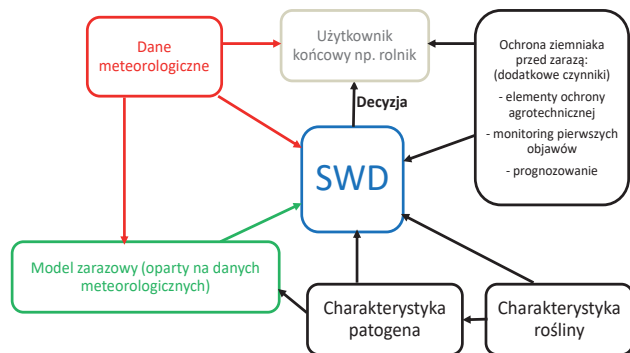 Dane
meteorologiczne
Użytkownik
końcowy np. rolnik
Ochrona ziemniaka
przed zarazą:
(dodatkowe czynniki)
- elementy ochrony
agrotechnicznej
- monitoring pierwszych
objawów
- prognozowanie
Decyzja
SWD
Model zarazowy (oparty na danych
meteorologicznych)
Charakterystyka
patogena
Charakterystyka
rośliny